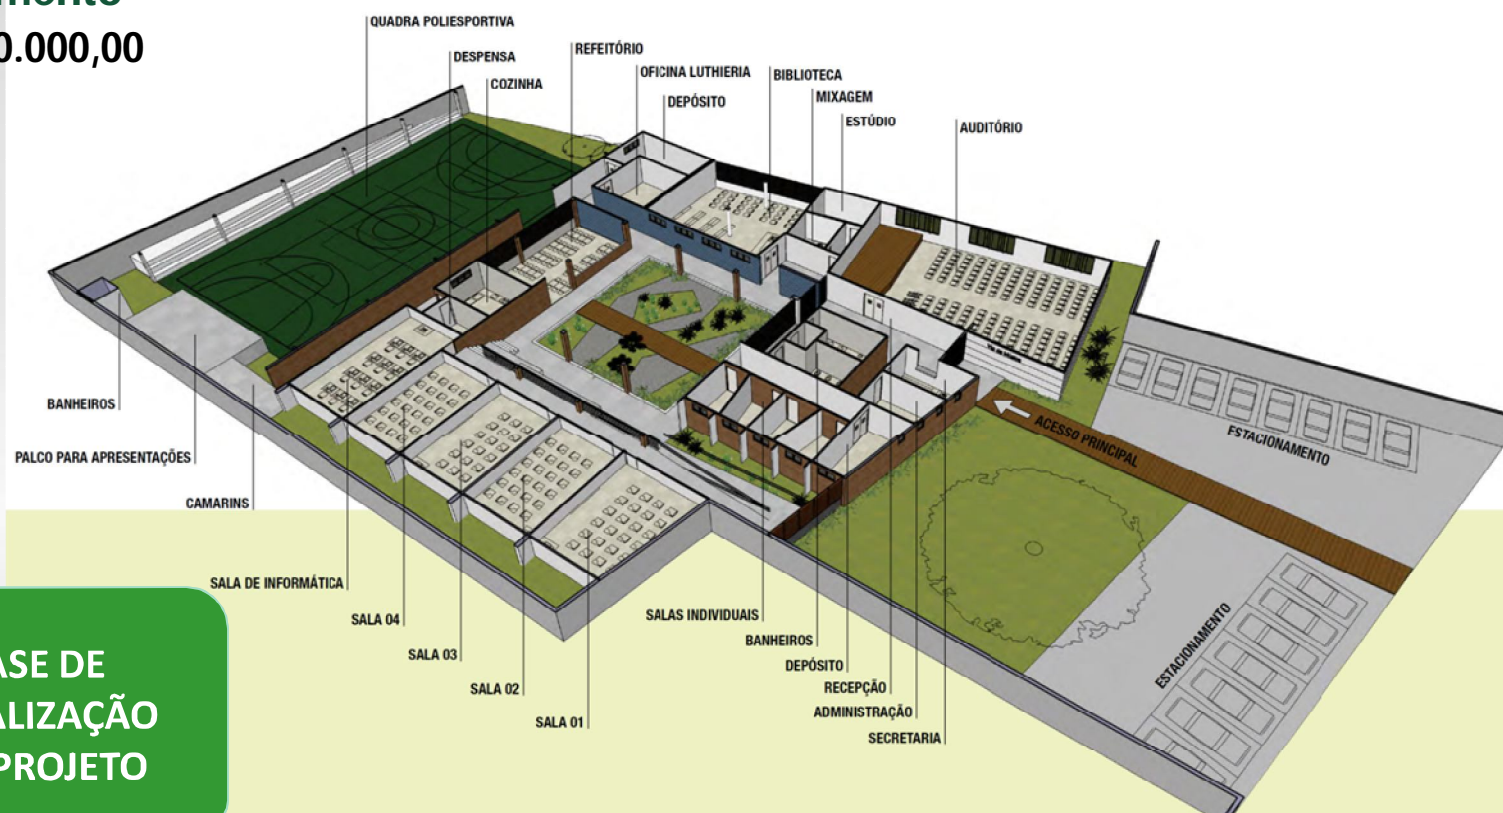 mento
0.000,00
QUADRA POLIESPORTIVA
DESPENSA
COZINHA
REFEITÓRIO
OFICINA LUTHIERIA
DEPÓSITO
BIBLIOTECA
MIXAGEM
ESTÚDIO
AUDITÓRIO
BANHEIROS
PALCO PARA APRESENTAÇÕES
CAMARINS
SALA DE INFORMÁTICA
SALA 04
SALA 03
SALA 02
SALA 01
SALAS INDIVIDUAIS
BANHEIROS
DEPÓSITO
RECEPÇÃO
ADMINISTRAÇÃO
SECRETARIA
ACESSO PRINCIPAL
ESTACIONAMENTO
ESTACIONAMENTO
ASE DE
ALIZAÇÃO
PROJETO